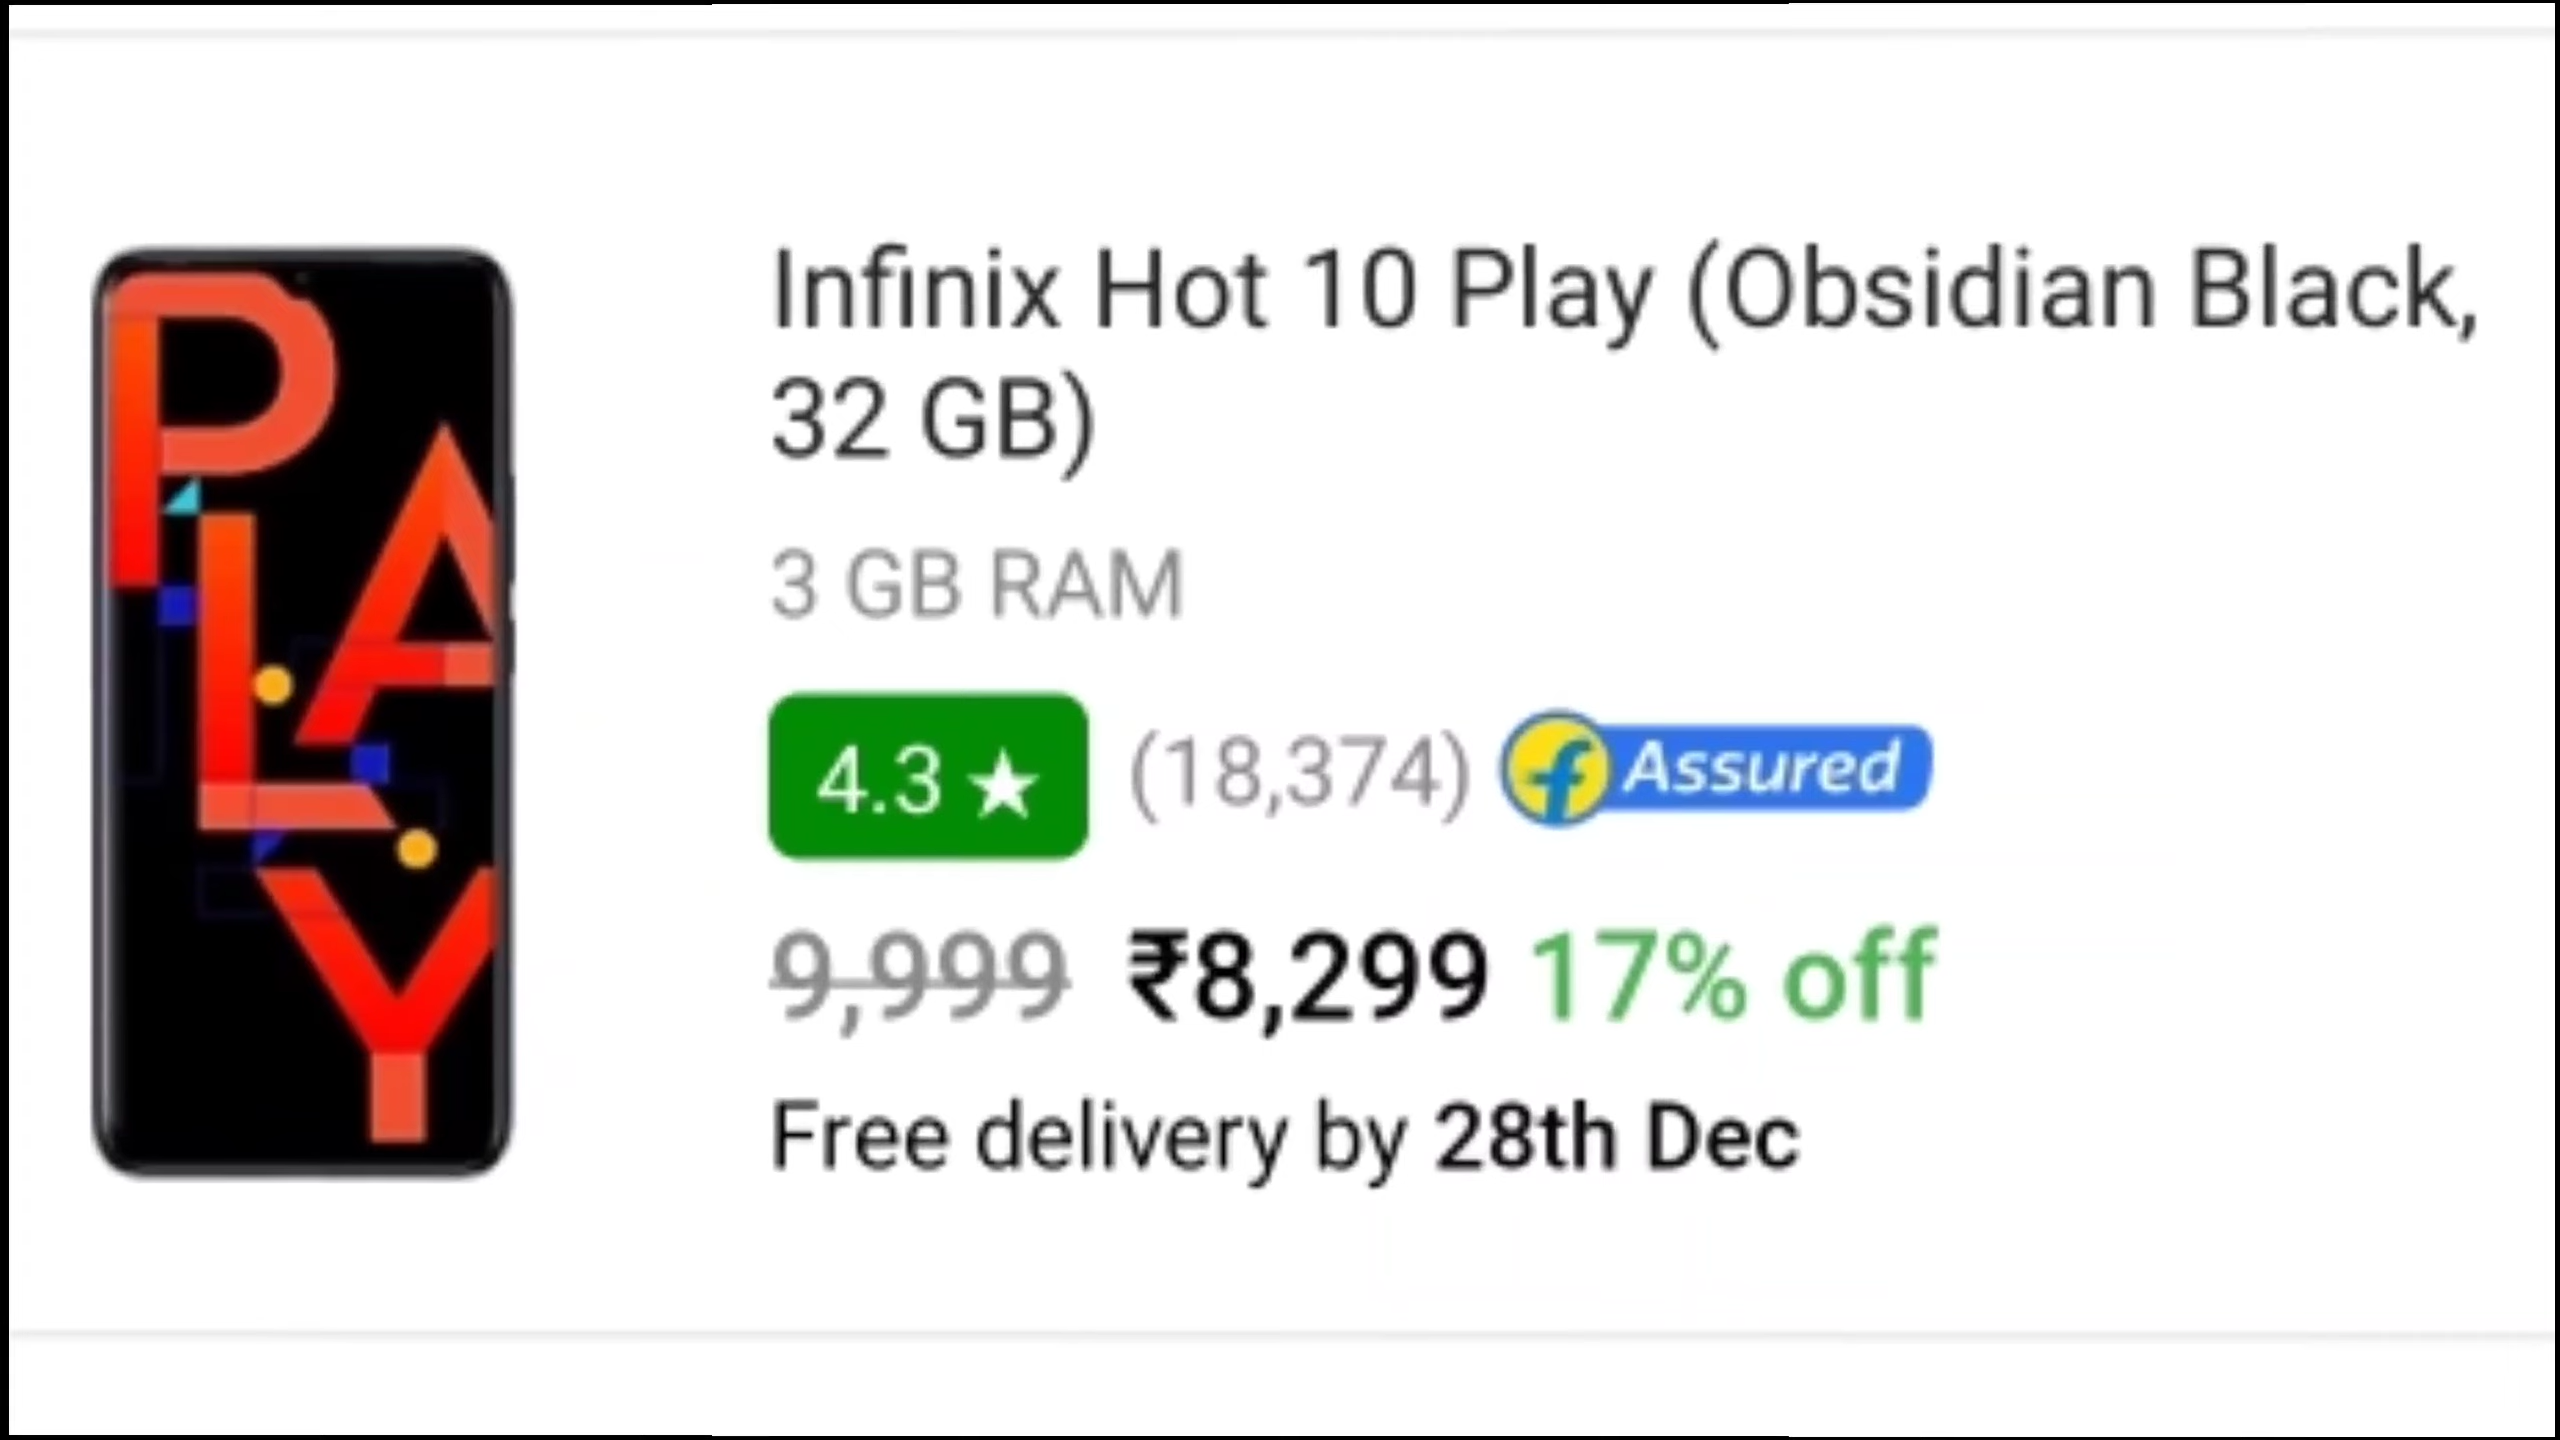 Infinix Hot 10 Play (Obsidian Black,
32 GB)
3 GB RAM
4.3 ★ (18,374) f Assured
9,999 ₹8,299 17% off
Free delivery by 28th Dec
PLAY